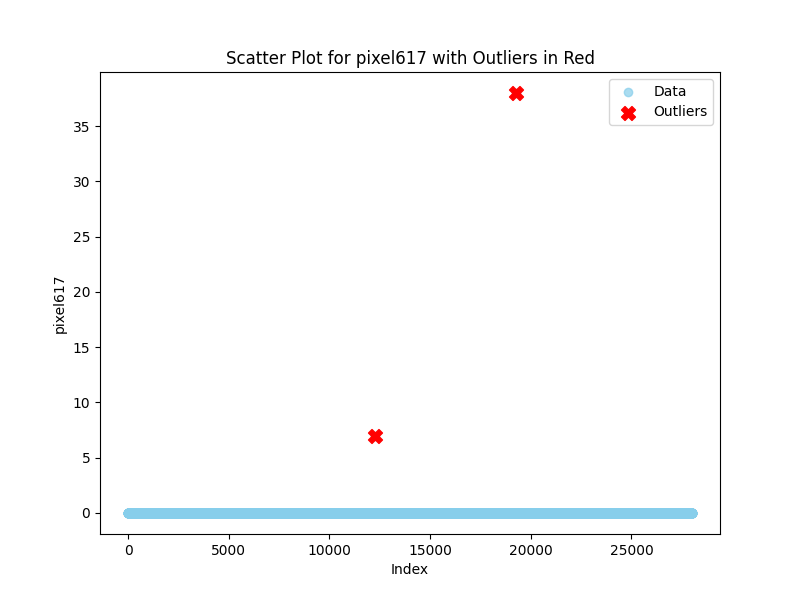 Scatter Plot for pixel617 with Outliers in Red
Data
Outliers
35
30
25
20
15
10
5
0
pixel617
0 5000 10000 15000 20000 25000
Index